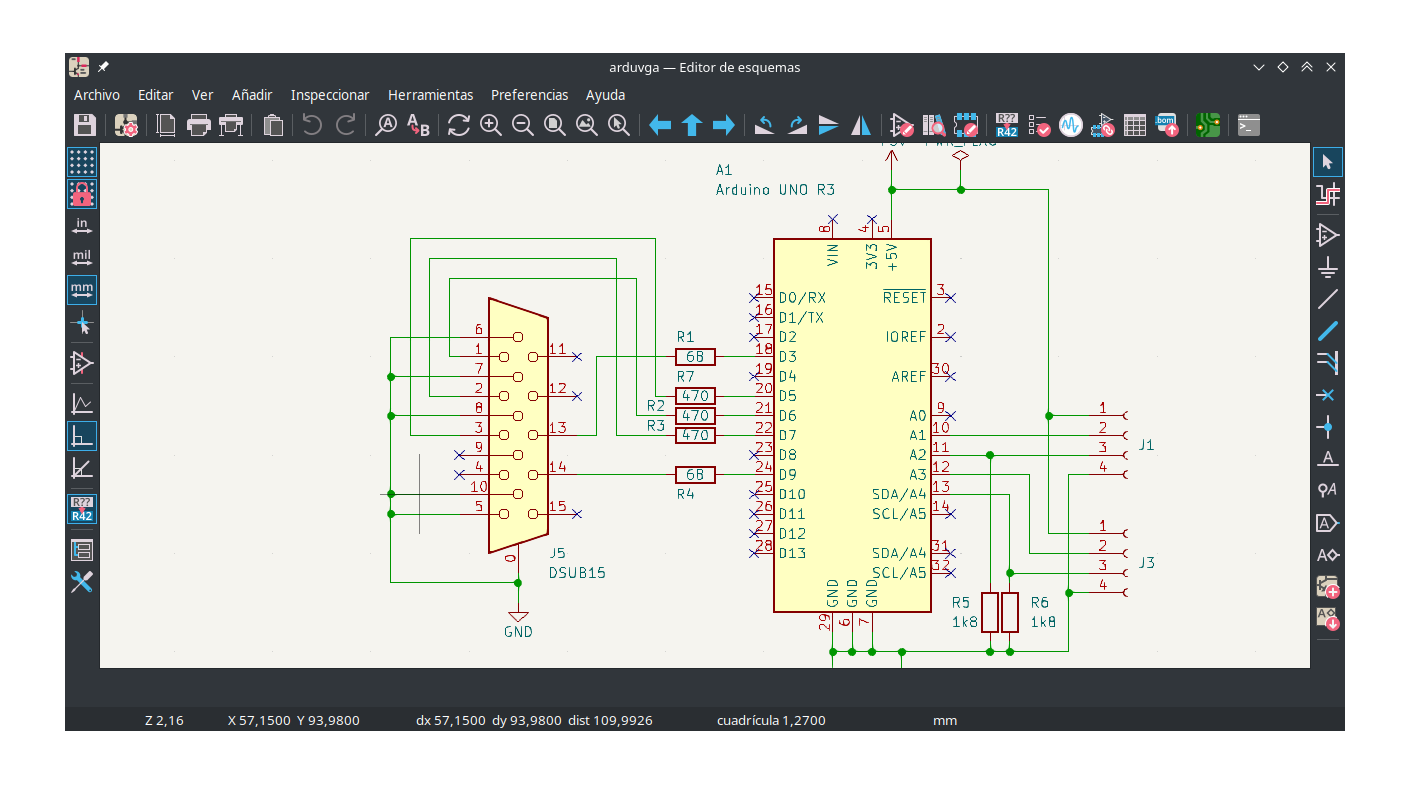 arduvga — Editor de esquemas
Archivo Editar Ver Añadir Inspeccionar Herramientas Preferencias Ayuda
A
A B
R??
R42
.bom
>_
in
mil
mm
R??
R42
A
A
A
A
A
A1
Arduino UNO R3
8 4 5
VIN 3V3 +5V
15 D0/RX RESET 3
16 D1/TX
17 D2 IOREF 2
18 D3
19 D4 AREF 30
20 D5
21 D6 A0 9
22 D7 A1 10
23 D8 A2 11
24 D9 A3 12
25 D10 SDA/A4 13
26 D11 SCL/A5 14
27 D12
28 D13 SDA/A4 31
SCL/A5 32
GND GND GND
29 6 7
R1
68
R7
470
R2
470
R3
470
68
R4
6
1 11
7
2 12
8
3 13
9
4 14
10
5 15
0
J5
DSUB15
GND
1
2
3
4
J1
1
2
3
4
J3
R5
1k8
R6
1k8
Z 2,16 X 57,1500 Y 93,9800 dx 57,1500 dy 93,9800 dist 109,9926 cuadrícula 1,2700 mm